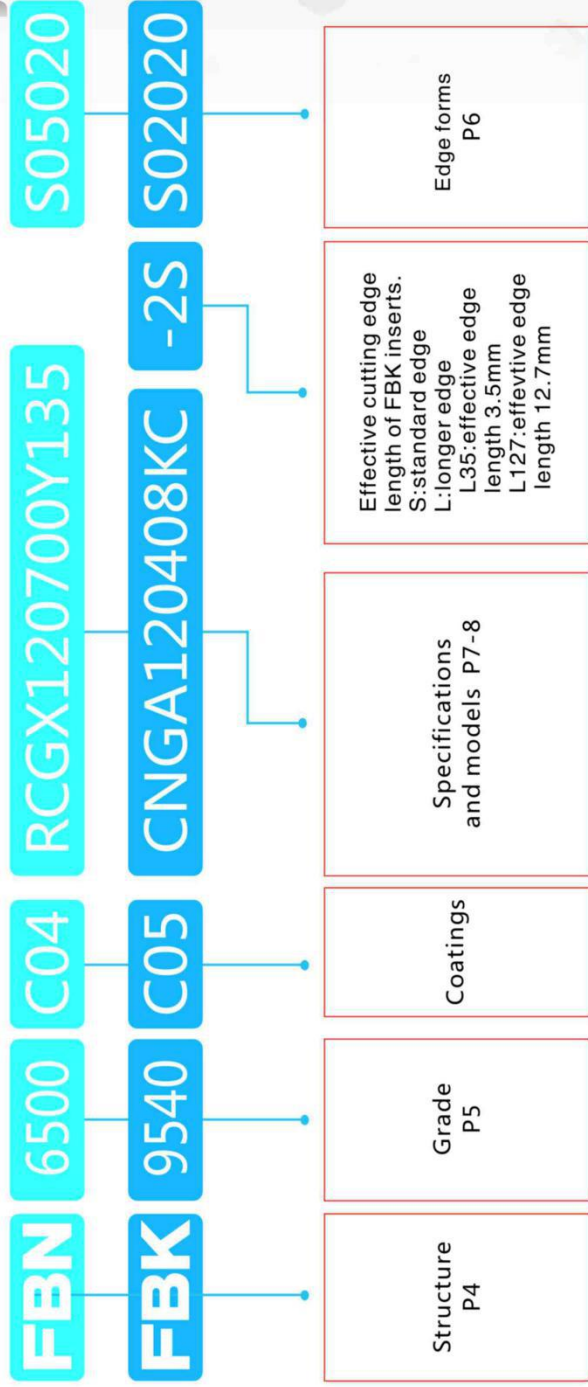 FBN 6500 C04 RCGX120700Y135 S05020
FBK 9540 C05 CNGA120408KC -2S S02020
Structure
P4
Grade
P5
Coatings
Specifications
and models P7-8
Effective cutting edge
length of FBK inserts.
S:standard edge
L:longer edge
L35:effective edge
length 3.5mm
L127:effevtive edge
length 12.7mm
Edge forms
P6